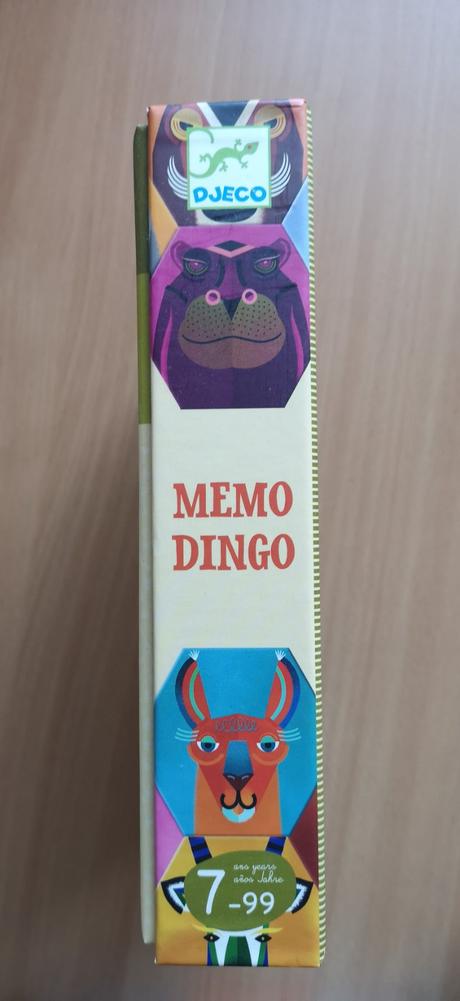 DJECO
MEMO
DINGO
ans years
años Jahre
7-99